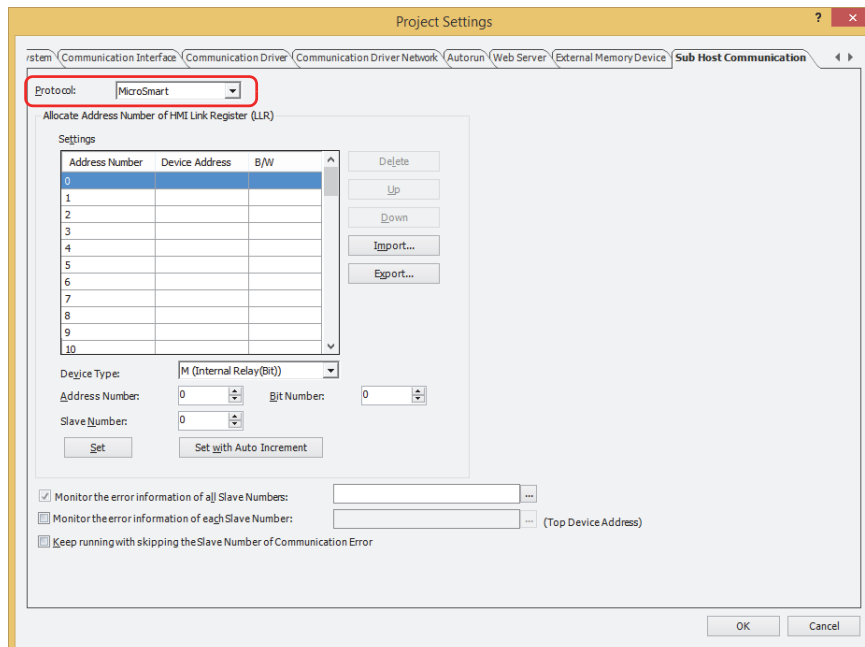 Project Settings
? ×
ystem Communication Interface Communication Driver Communication Driver Network Autorun Web Server External Memory Device Sub Host Communication
Protocol: MicroSmart
Allocate Address Number of HMI Link Register (LLR)
Settings
Address Number Device Address B/W
0
1
2
3
4
5
6
7
8
9
10
Delete
Up
Down
Import...
Export...
Device Type: M (Internal Relay(Bit))
Address Number: 0 Bit Number: 0
Slave Number: 0
Set Set with Auto Increment
Monitor the error information of all Slave Numbers: ...
Monitor the error information of each Slave Number: ... (Top Device Address)
Keep running with skipping the Slave Number of Communication Error
OK Cancel